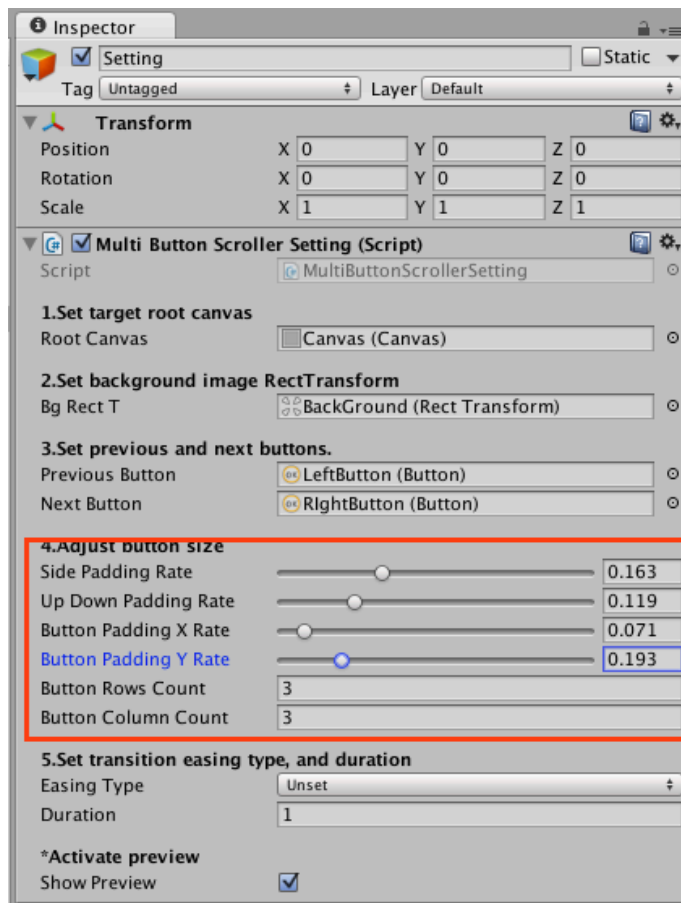 Inspector
Setting Static
Tag Untagged Layer Default
Transform
Position X 0 Y 0 Z 0
Rotation X 0 Y 0 Z 0
Scale X 1 Y 1 Z 1
Multi Button Scroller Setting (Script)
Script MultiButtonScrollerSetting
1.Set target root canvas
Root Canvas Canvas (Canvas)
2.Set background image RectTransform
Bg Rect T BackGround (Rect Transform)
3.Set previous and next buttons.
Previous Button LeftButton (Button)
Next Button RIghtButton (Button)
4.Adjust button size
Side Padding Rate 0.163
Up Down Padding Rate 0.119
Button Padding X Rate 0.071
Button Padding Y Rate 0.193
Button Rows Count 3
Button Column Count 3
5.Set transition easing type, and duration
Easing Type Unset
Duration 1
*Activate preview
Show Preview